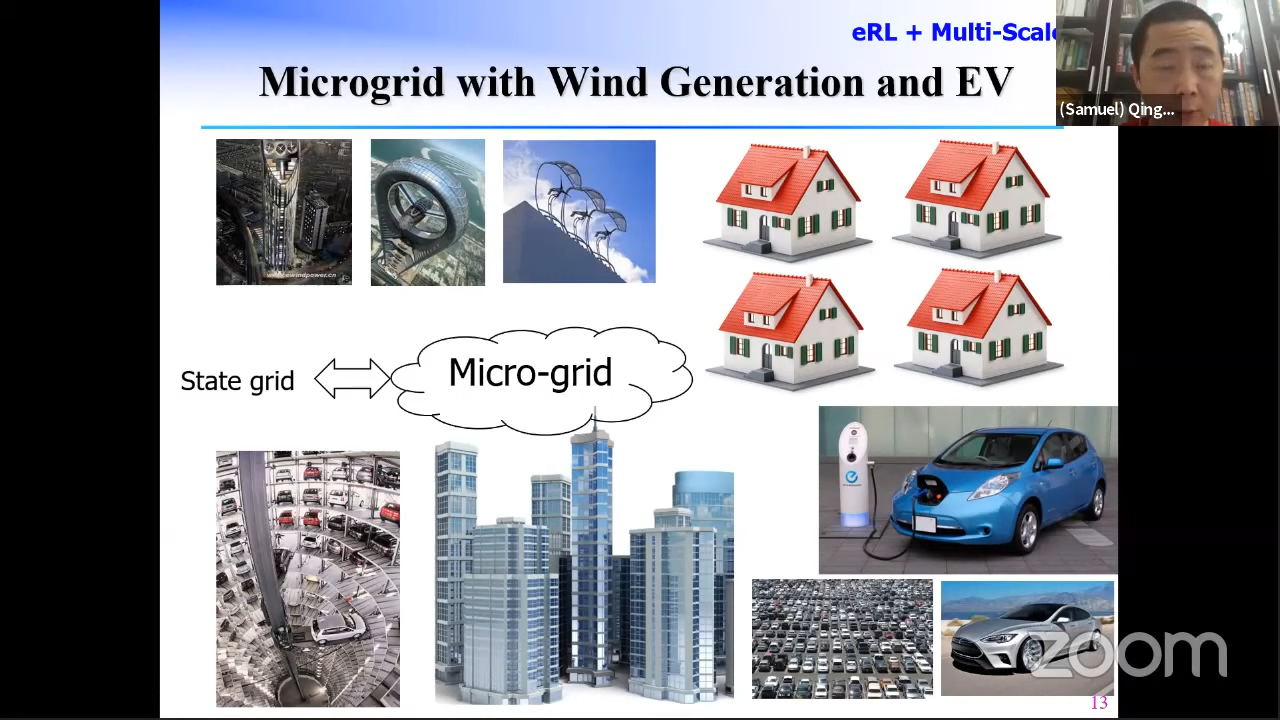 eRL + Multi-Scale
Microgrid with Wind Generation and EV
(Samuel) Qing...
State grid
Micro-grid
zoom
13